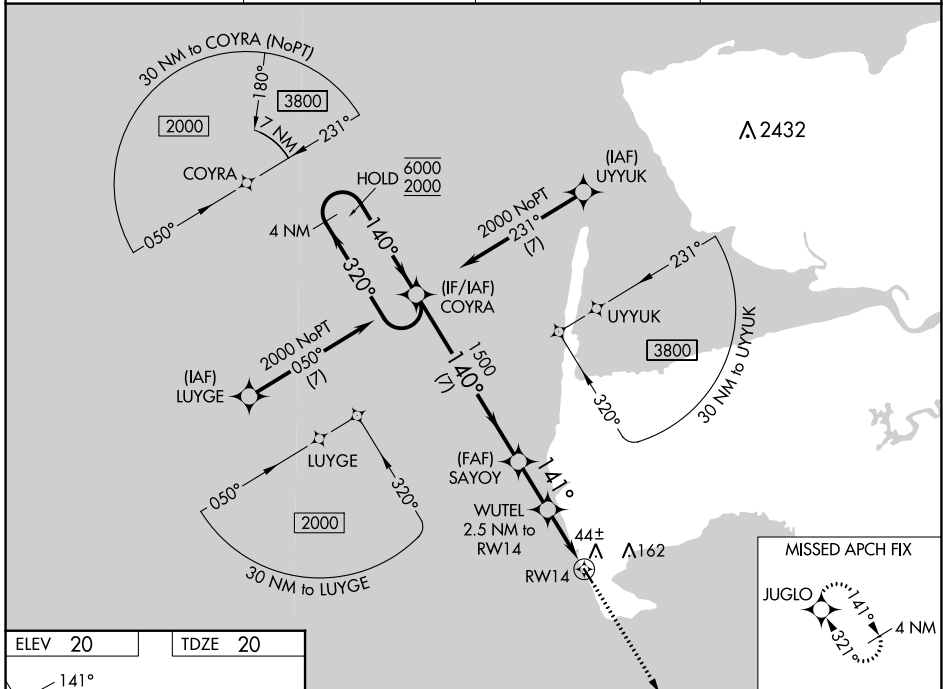 30 NM to COYRA (NoPT)
180°
3800
2000
7 NM
231°
COYRA
050°
2432
HOLD 6000
2000
4 NM
140°
320°
(IAF)
UYYUK
2000 NoPT
231°
(7)
(IF/IAF)
COYRA
231°
UYYUK
3800
320°
30 NM to UYYUK
2000 NoPT
050°
(7)
(IAF)
LUYGE
1500
140°
(7)
LUYGE
050°
320°
2000
30 NM to LUYGE
(FAF)
SAYOY
141°
WUTEL
2.5 NM to
RW14
44±
162
RW14
MISSED APCH FIX
JUGLO
141°
321°
4 NM
ELEV 20
TDZE 20
141°